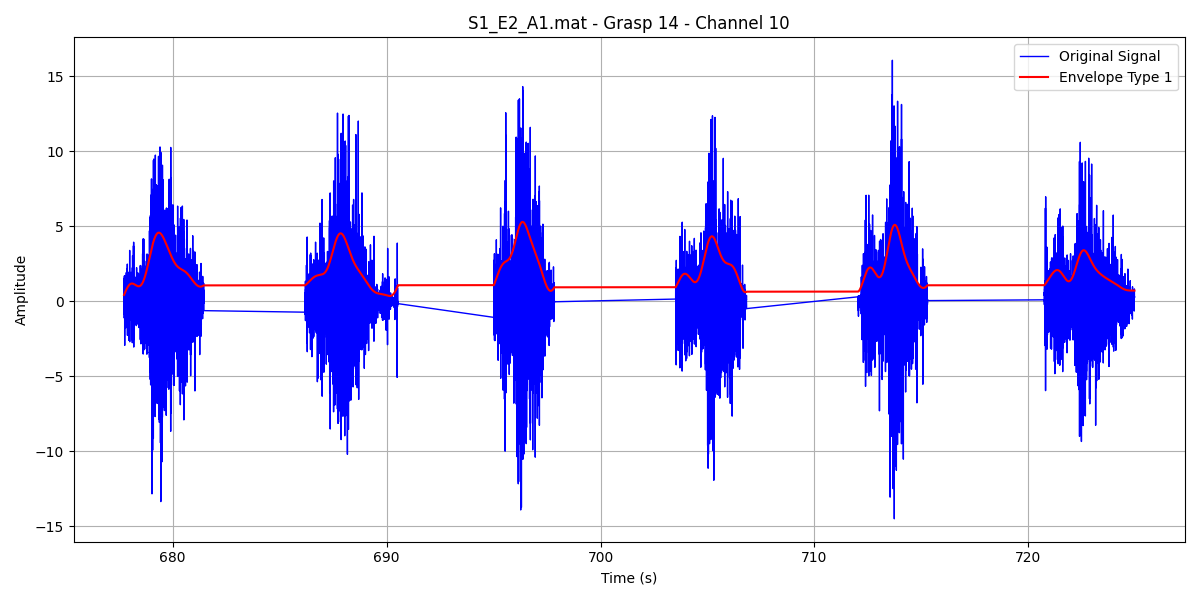 S1_E2_A1.mat - Grasp 14 - Channel 10
Original Signal
Envelope Type 1
Amplitude
15
10
5
0
−5
−10
−15
680 690 700 710 720
Time (s)